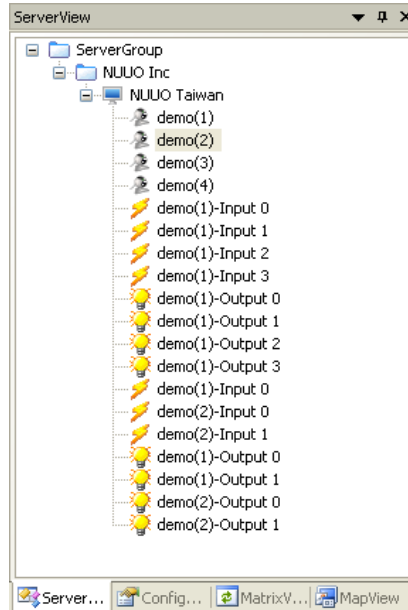 ServerView
ServerGroup
NUUO Inc
NUUO Taiwan
demo(1)
demo(2)
demo(3)
demo(4)
demo(1)-Input 0
demo(1)-Input 1
demo(1)-Input 2
demo(1)-Input 3
demo(1)-Output 0
demo(1)-Output 1
demo(1)-Output 2
demo(1)-Output 3
demo(1)-Input 0
demo(2)-Input 0
demo(2)-Input 1
demo(1)-Output 0
demo(1)-Output 1
demo(2)-Output 0
demo(2)-Output 1
Server... Config... MatrixV... MapView